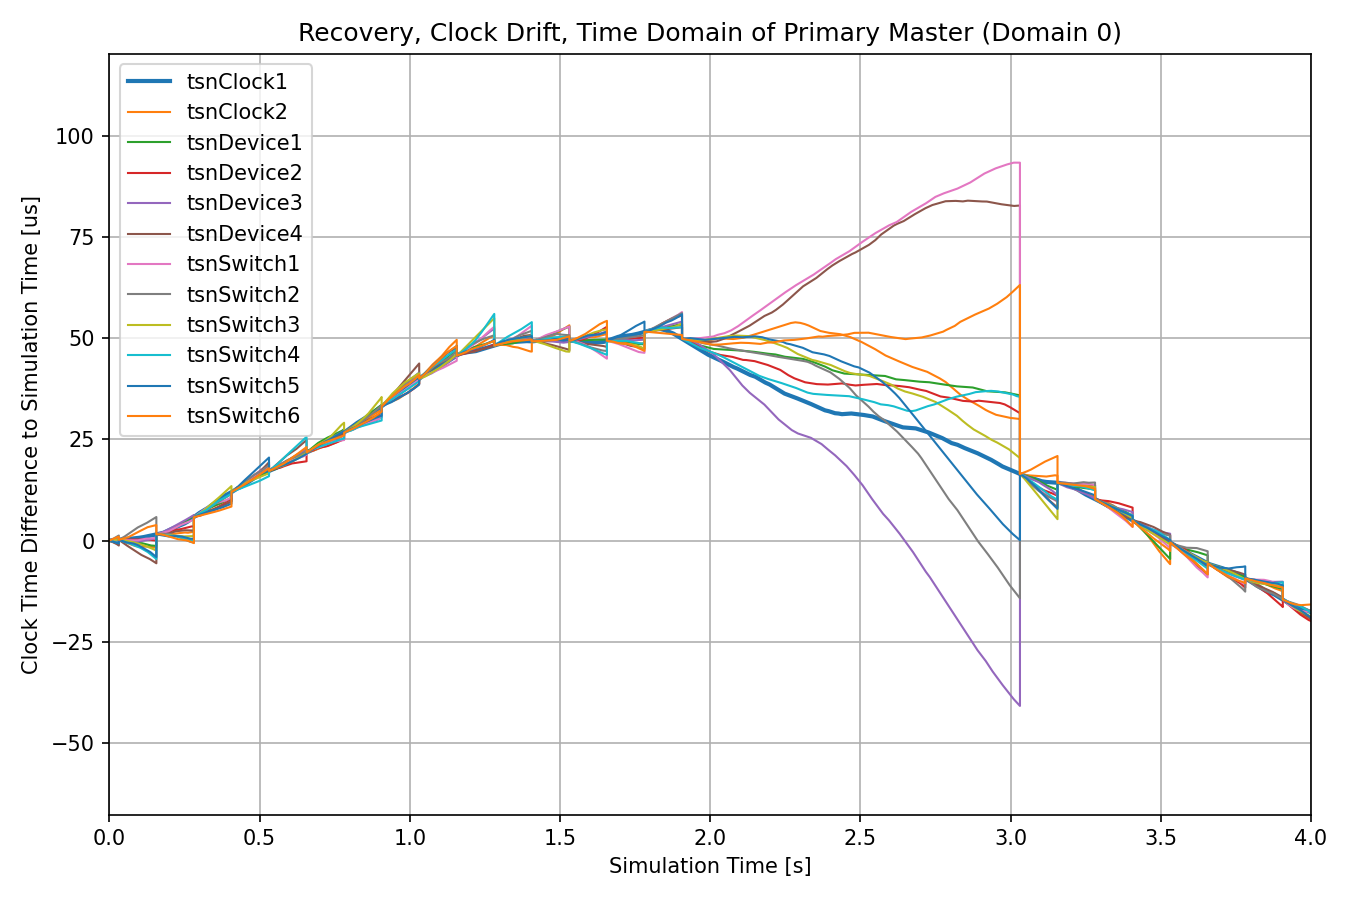 Recovery, Clock Drift, Time Domain of Primary Master (Domain 0)
tsnClock1
tsnClock2
tsnDevice1
tsnDevice2
tsnDevice3
tsnDevice4
tsnSwitch1
tsnSwitch2
tsnSwitch3
tsnSwitch4
tsnSwitch5
tsnSwitch6
Clock Time Difference to Simulation Time [us]
100
75
50
25
0
−25
−50
0.0 0.5 1.0 1.5 2.0 2.5 3.0 3.5 4.0
Simulation Time [s]